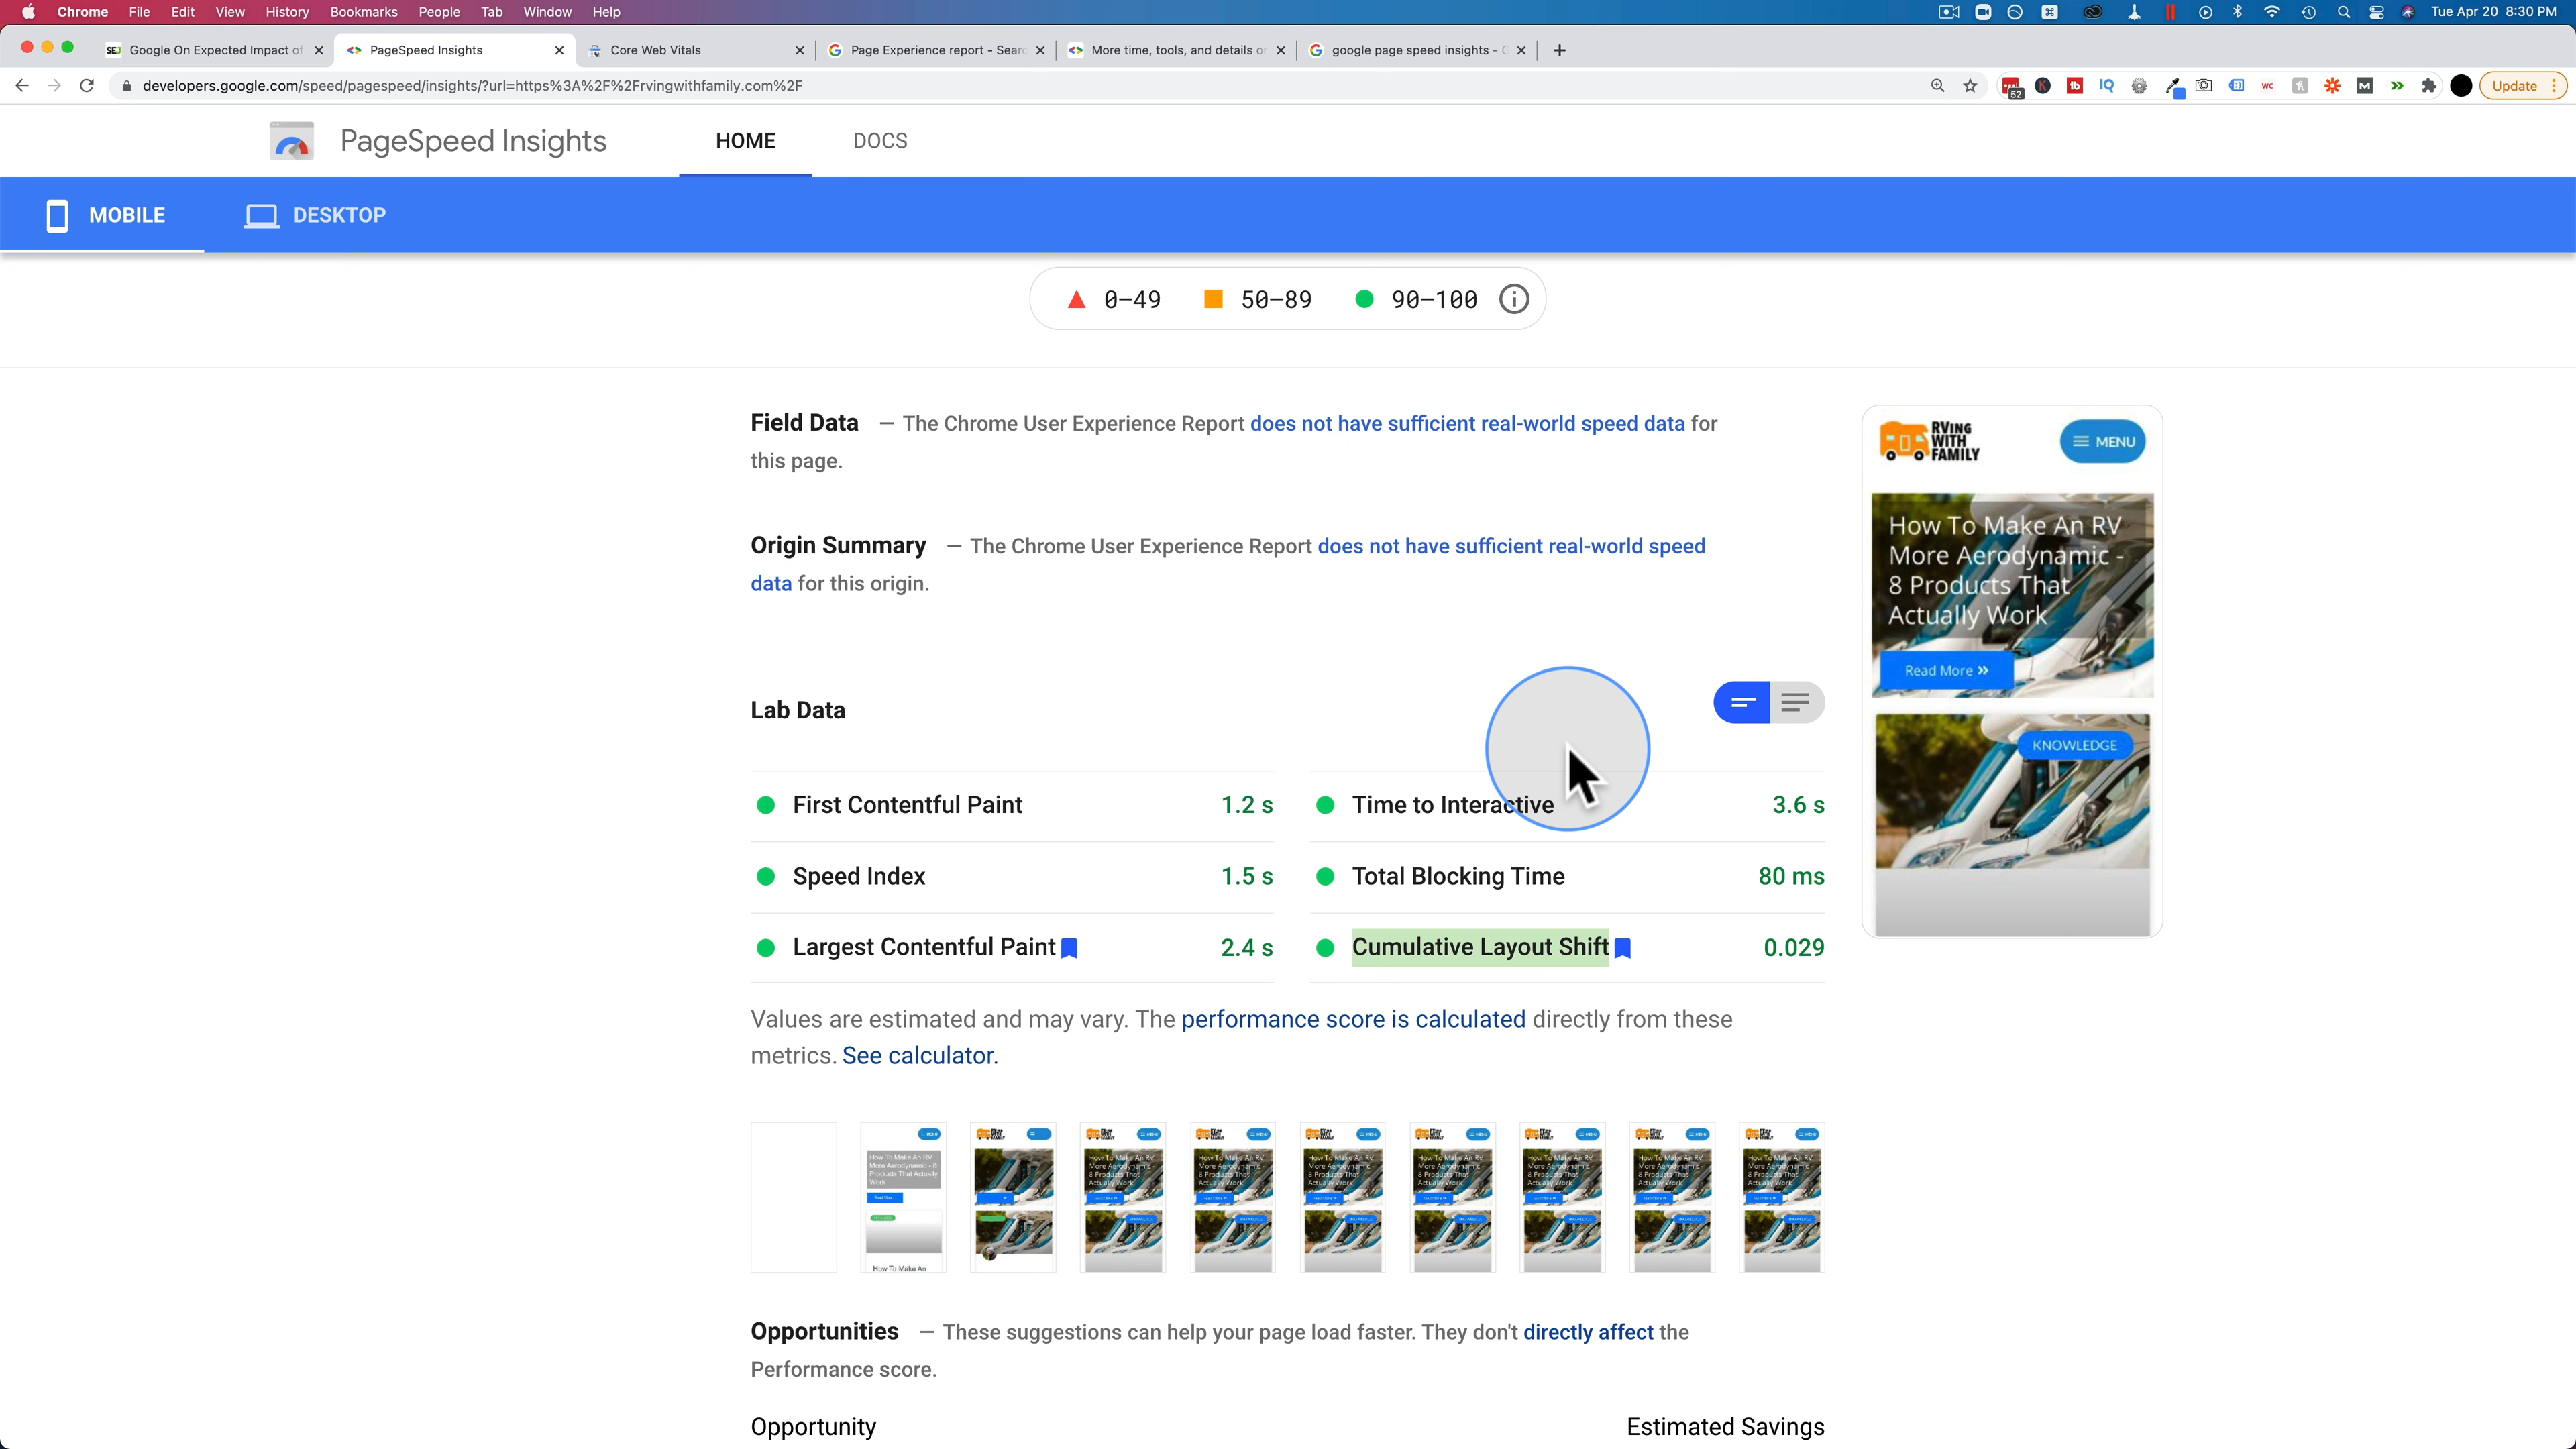 Chrome File Edit View History Bookmarks People Tab Window Help Tue Apr 20 8:30 PM
SEJ Google On Expected Impact of PageSpeed Insights Core Web Vitals Page Experience report - Searc More time, tools, and details on google page speed insights - G
developers.google.com/speed/pagespeed/insights/?url=https%3A%2F%2Frvingwithfamily.com%2F 52 K tb IQ WC M Update
PageSpeed Insights HOME DOCS
MOBILE DESKTOP
0–49 50–89 90–100
Field Data — The Chrome User Experience Report does not have sufficient real-world speed data for
this page.
Origin Summary — The Chrome User Experience Report does not have sufficient real-world speed
data for this origin.
Lab Data
First Contentful Paint 1.2 s
Time to Interactive 3.6 s
Speed Index 1.5 s
Total Blocking Time 80 ms
Largest Contentful Paint 2.4 s
Cumulative Layout Shift 0.029
Values are estimated and may vary. The performance score is calculated directly from these
metrics. See calculator.
Opportunities — These suggestions can help your page load faster. They don't directly affect the
Performance score.
Opportunity Estimated Savings
RVING
WITH
FAMILY
MENU
How To Make An RV
More Aerodynamic -
8 Products That
Actually Work
Read More »
KNOWLEDGE